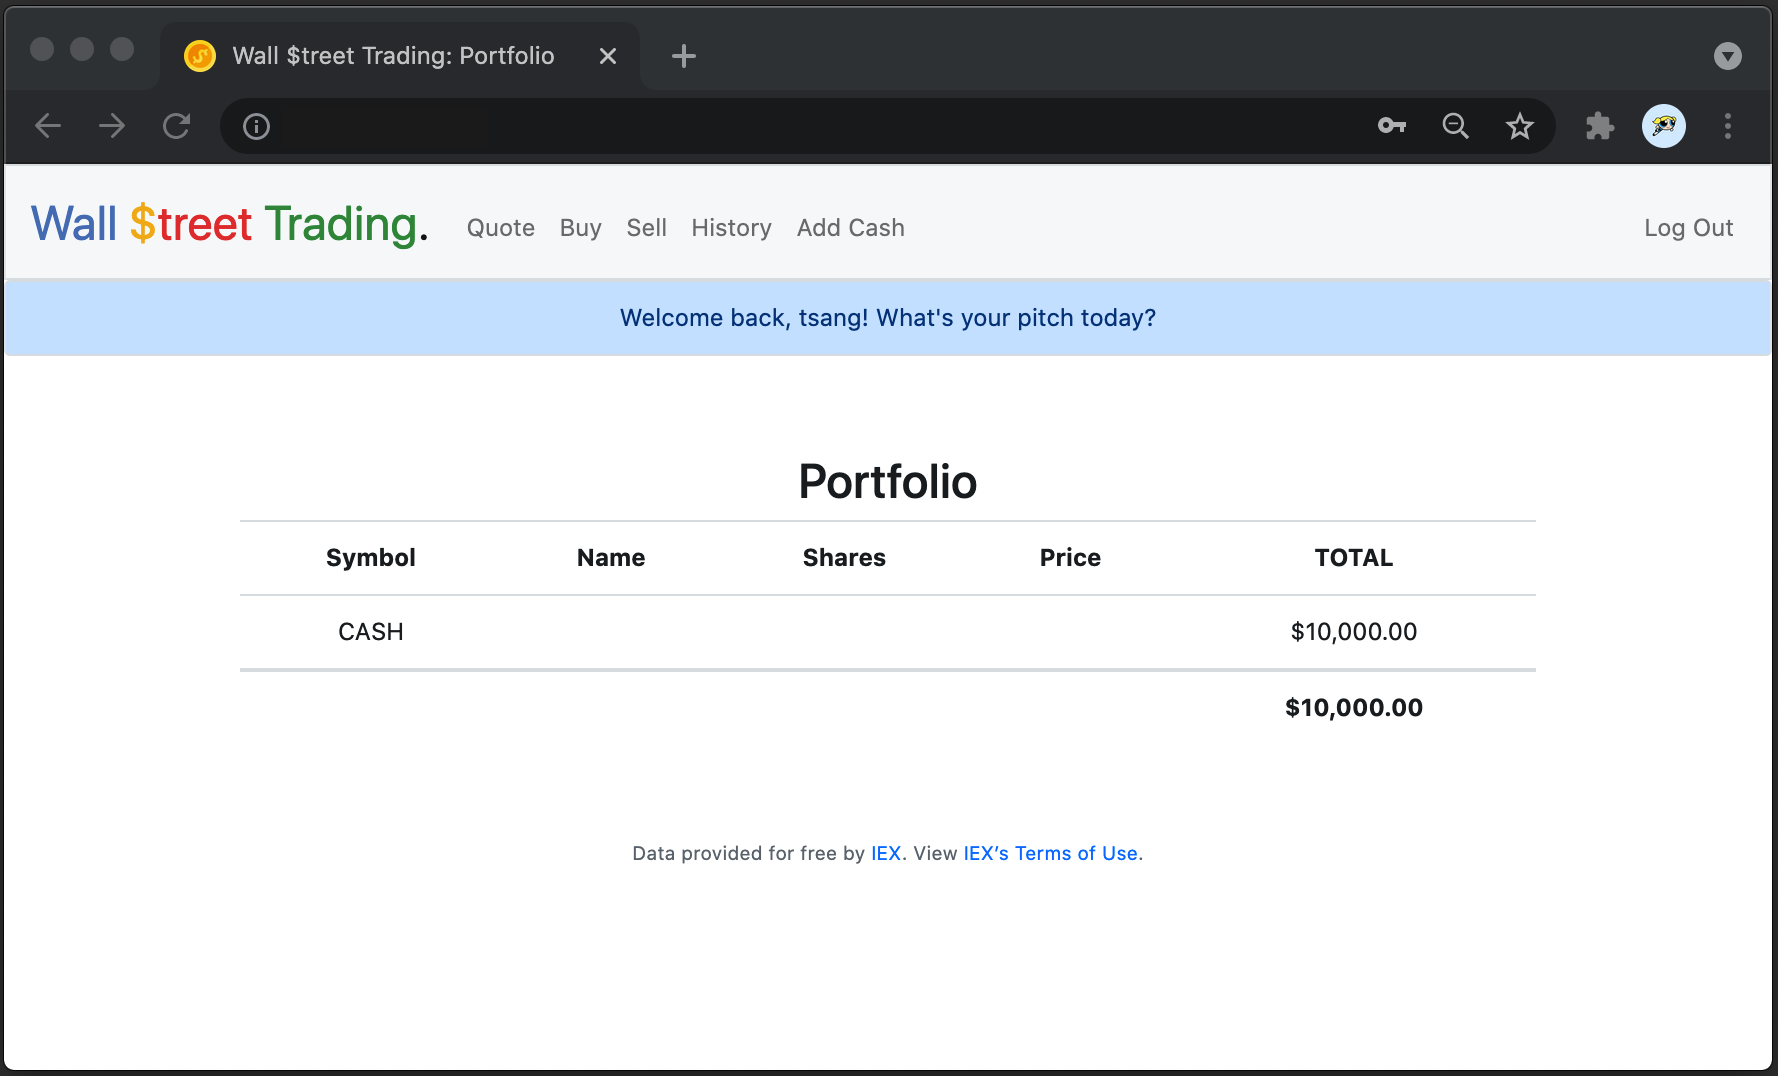 Wall $treet Trading: Portfolio
Wall $treet Trading. Quote Buy Sell History Add Cash Log Out
Welcome back, tsang! What's your pitch today?
Portfolio
Symbol Name Shares Price TOTAL
CASH $10,000.00
$10,000.00
Data provided for free by IEX. View IEX’s Terms of Use.